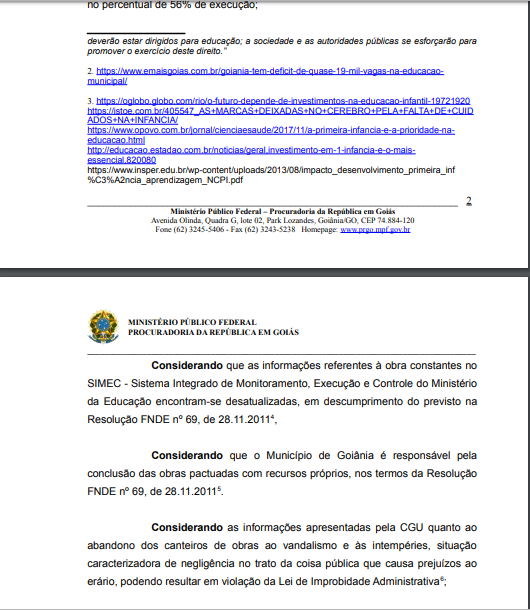 no percentual de 56% de execução;
deverão estar dirigidos para educação; a sociedade e as autoridades públicas se esforçarão para
promover o exercício deste direito.”
2. https://www.emaisgoias.com.br/goiania-tem-deficit-de-quase-19-mil-vagas-na-educacao-
municipal/
3. https://oglobo.globo.com/rio/o-futuro-depende-de-investimentos-na-educacao-infantil-19721920
https://istoe.com.br/405547_AS+MARCAS+DEIXADAS+NO+CEREBRO+PELA+FALTA+DE+CUID
ADOS+NA+INFANCIA/
https://www.opovo.com.br/jornal/cienciaesaude/2017/11/a-primeira-infancia-e-a-prioridade-na-
educacao.html
http://educacao.estadao.com.br/noticias/geral,investimento-em-1-infancia-e-o-mais-
essencial,820080
https://www.insper.edu.br/wp-content/uploads/2013/08/impacto_desenvolvimento_primeira_inf
%C3%A2ncia_aprendizagem_NCPI.pdf
2
Ministério Público Federal – Procuradoria da República em Goiás
Avenida Olinda, Quadra G, lote 02, Park Lozandes, Goiânia/GO, CEP 74.884-120
Fone (62) 3245-5406 - Fax (62) 3243-5238 Homepage: www.prgo.mpf.gov.br
MINISTÉRIO PÚBLICO FEDERAL
PROCURADORIA DA REPÚBLICA EM GOIÁS
Considerando que as informações referentes à obra constantes no
SIMEC - Sistema Integrado de Monitoramento, Execução e Controle do Ministério
da Educação encontram-se desatualizadas, em descumprimento do previsto na
Resolução FNDE nº 69, de 28.11.2011⁴,
Considerando que o Município de Goiânia é responsável pela
conclusão das obras pactuadas com recursos próprios, nos termos da Resolução
FNDE nº 69, de 28.11.2011⁵.
Considerando as informações apresentadas pela CGU quanto ao
abandono dos canteiros de obras ao vandalismo e às intempéries, situação
caracterizadora de negligência no trato da coisa pública que causa prejuízos ao
erário, podendo resultar em violação da Lei de Improbidade Administrativa⁶;